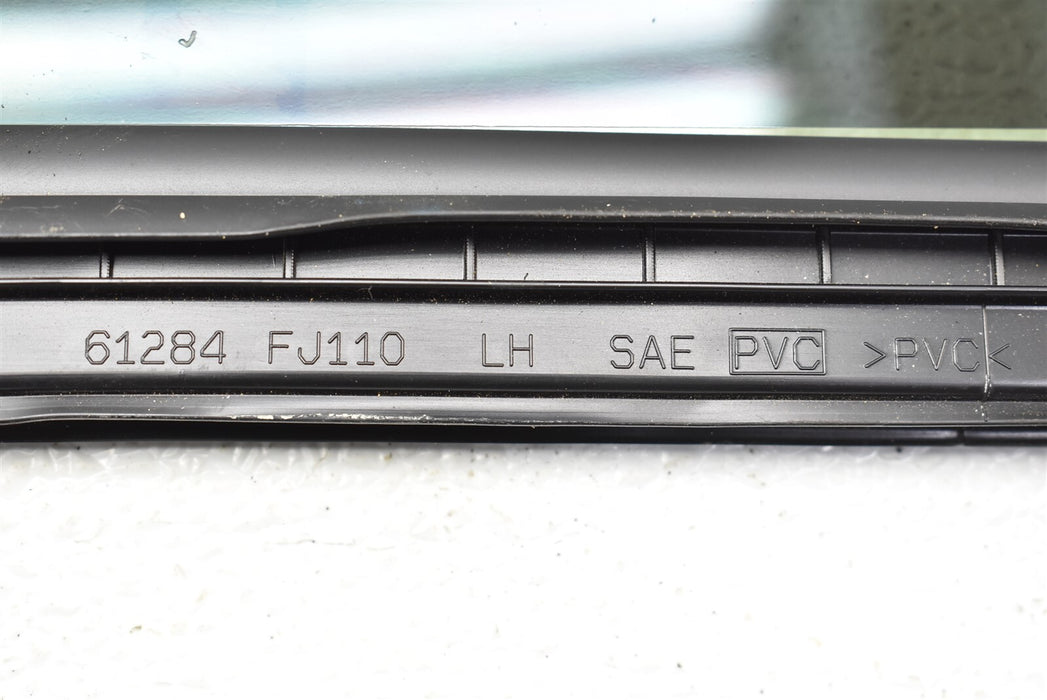 61284 FJ110 LH SAE PVC >PVC<